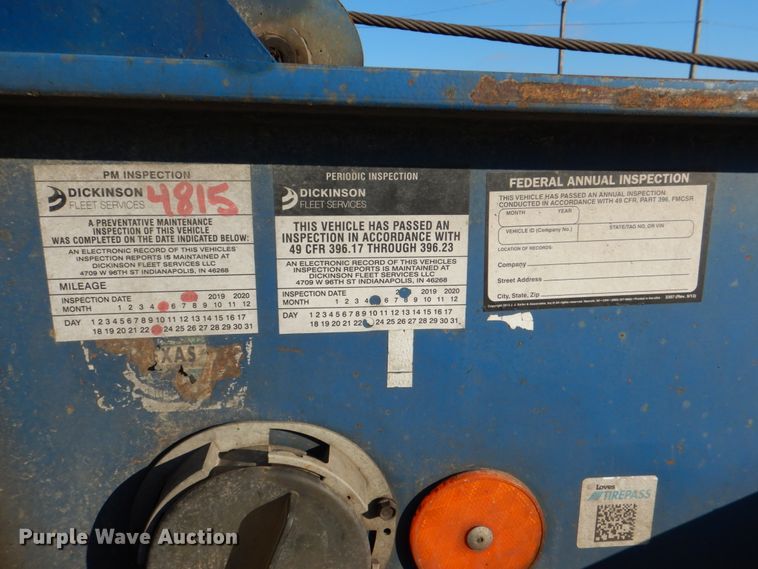 PM INSPECTION
DICKINSON
FLEET SERVICES
4815
A PREVENTATIVE MAINTENANCE
INSPECTION OF THIS VEHICLE
WAS COMPLETED ON THE DATE INDICATED BELOW:
AN ELECTRONIC RECORD OF THIS VEHICLES
INSPECTION REPORTS IS MAINTAINED AT
DICKINSON FLEET SERVICES LLC
4709 W 96TH ST INDIANAPOLIS, IN 46268
MILEAGE
INSPECTION DATE 2019 2020
MONTH 1 2 3 4 6 7 8 9 10 11 12
DAY 1 2 3 4 5 6 7 8 9 10 11 12 13 14 15 16 17
18 19 20 21 22 24 25 26 27 28 29 30 31
PERIODIC INSPECTION
DICKINSON
FLEET SERVICES
THIS VEHICLE HAS PASSED AN
INSPECTION IN ACCORDANCE WITH
49 CFR 396.17 THROUGH 396.23
AN ELECTRONIC RECORD OF THIS VEHICLES
INSPECTION REPORTS IS MAINTAINED AT
DICKINSON FLEET SERVICES LLC
4709 W 96TH ST INDIANAPOLIS, IN 46268
INSPECTION DATE 2019 2020
MONTH 1 2 3 4 6 7 8 9 10 11 12
DAY 1 2 3 4 5 6 7 8 9 10 11 12 13 14 15 16 17
18 19 20 21 22 24 25 26 27 28 29 30 31
FEDERAL ANNUAL INSPECTION
THIS VEHICLE HAS PASSED AN ANNUAL INSPECTION
CONDUCTED IN ACCORDANCE WITH 49 CFR, PART 396, FMCSR
MONTH YEAR
VEHICLE ID (Company No.) STATE/TAG NO. OR VIN
LOCATION OF RECORDS:
Company
Street Address
City, State, Zip
XAS
Loves
TIREPASS
Purple Wave Auction